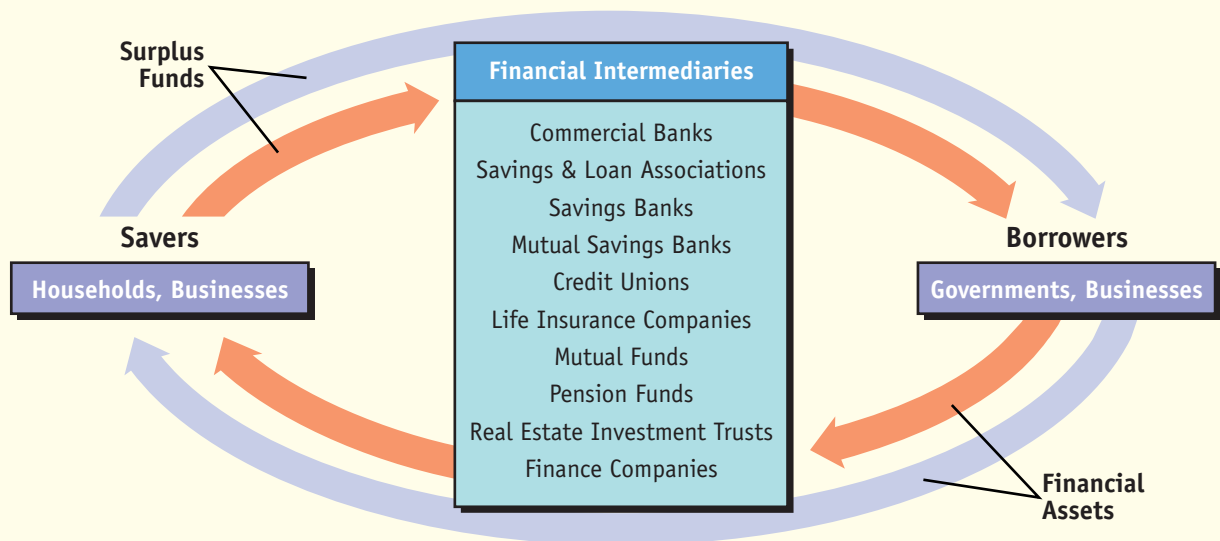 Surplus
Funds
Financial Intermediaries
Commercial Banks
Savings & Loan Associations
Savings Banks
Mutual Savings Banks
Credit Unions
Life Insurance Companies
Mutual Funds
Pension Funds
Real Estate Investment Trusts
Finance Companies
Savers
Households, Businesses
Borrowers
Governments, Businesses
Financial
Assets